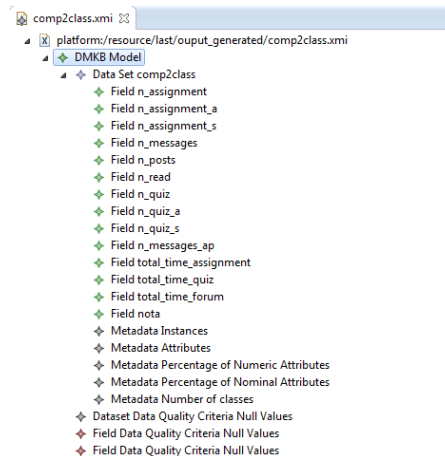 comp2class.xmi
platform:/resource/last/ouput_generated/comp2class.xmi
DMKB Model
Data Set comp2class
Field n_assignment
Field n_assignment_a
Field n_assignment_s
Field n_messages
Field n_posts
Field n_read
Field n_quiz
Field n_quiz_a
Field n_quiz_s
Field n_messages_ap
Field total_time_assignment
Field total_time_quiz
Field total_time_forum
Field nota
Metadata Instances
Metadata Attributes
Metadata Percentage of Numeric Attributes
Metadata Percentage of Nominal Attributes
Metadata Number of classes
Dataset Data Quality Criteria Null Values
Field Data Quality Criteria Null Values
Field Data Quality Criteria Null Values